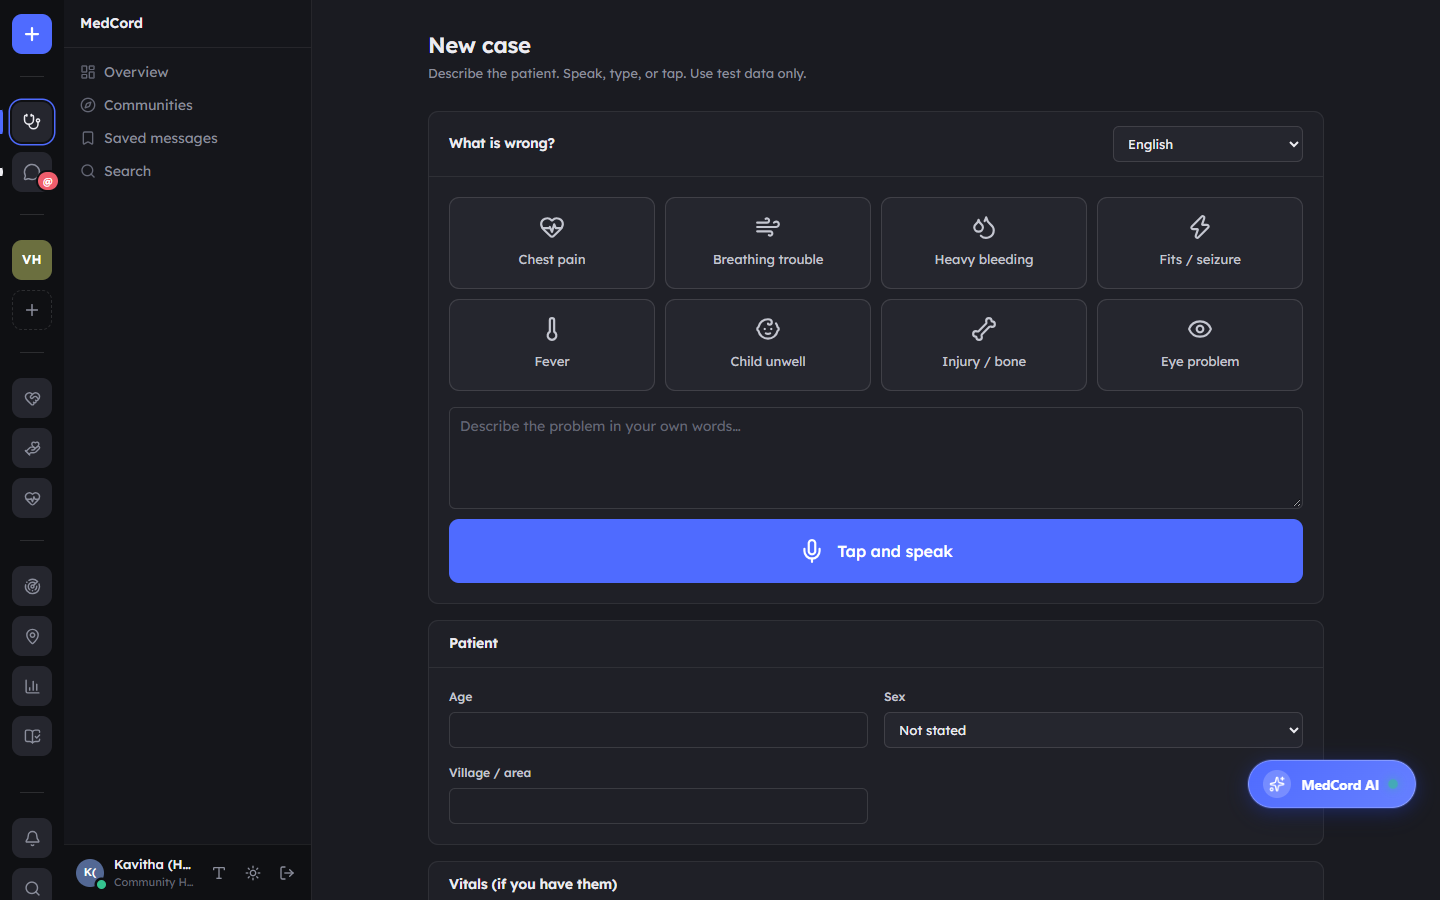 MedCord
Overview
Communities
Saved messages
Search
@
VH
New case
Describe the patient. Speak, type, or tap. Use test data only.
What is wrong?
English
Chest pain
Breathing trouble
Heavy bleeding
Fits / seizure
Fever
Child unwell
Injury / bone
Eye problem
Describe the problem in your own words...
Tap and speak
Patient
Age
Sex
Not stated
Village / area
MedCord AI
Vitals (if you have them)
K(
Kavitha (H...
Community H...